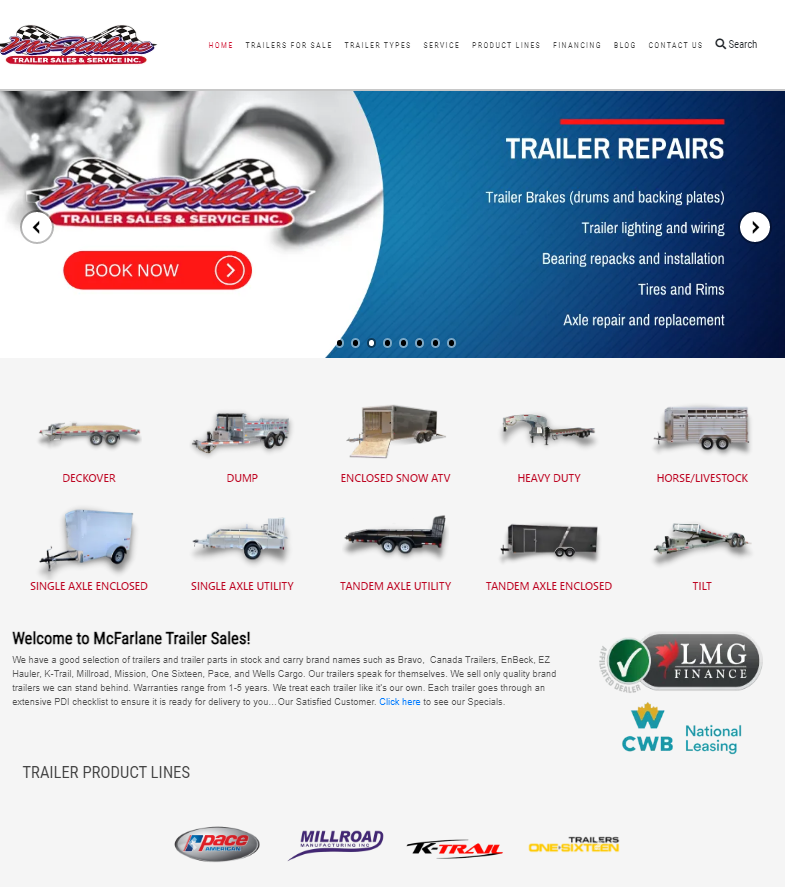 McFarlane
TRAILER SALES & SERVICE INC.
HOME TRAILERS FOR SALE TRAILER TYPES SERVICE PRODUCT LINES FINANCING BLOG CONTACT US Search
McFarlane
TRAILER SALES & SERVICE INC.
BOOK NOW
TRAILER REPAIRS
Trailer Brakes (drums and backing plates)
Trailer lighting and wiring
Bearing repacks and installation
Tires and Rims
Axle repair and replacement
DECKOVER DUMP ENCLOSED SNOW ATV HEAVY DUTY HORSE/LIVESTOCK
SINGLE AXLE ENCLOSED SINGLE AXLE UTILITY TANDEM AXLE UTILITY TANDEM AXLE ENCLOSED TILT
Welcome to McFarlane Trailer Sales!
We have a good selection of trailers and trailer parts in stock and carry brand names such as Bravo, Canada Trailers, EnBeck, EZ
Hauler, K-Trail, Millroad, Mission, One Sixteen, Pace, and Wells Cargo. Our trailers speak for themselves. We sell only quality brand
trailers we can stand behind. Warranties range from 1-5 years. We treat each trailer like it's our own. Each trailer goes through an
extensive PDI checklist to ensure it is ready for delivery to you…Our Satisfied Customer. Click here to see our Specials.
AFFILIATED DEALER
LMG
FINANCE
CWB National
Leasing
TRAILER PRODUCT LINES
Pace
AMERICAN
MILLROAD
MANUFACTURING INC.
K-TRAIL
TRAILERS
ONE-SIXTEEN